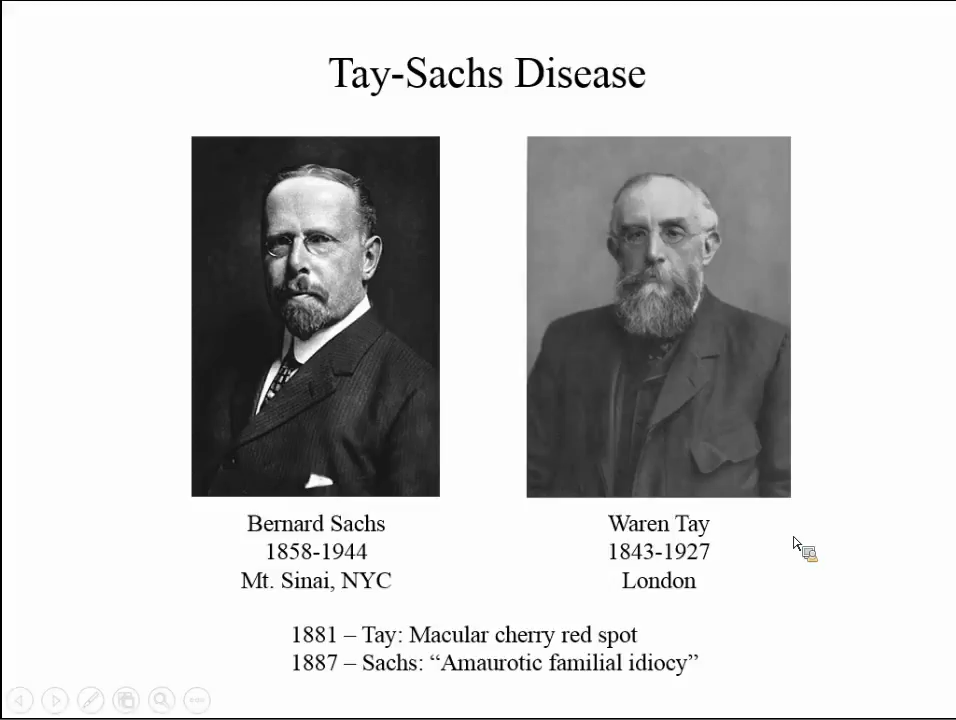 Tay-Sachs Disease
Bernard Sachs
1858-1944
Mt. Sinai, NYC
Waren Tay
1843-1927
London
1881 – Tay: Macular cherry red spot
1887 – Sachs: “Amaurotic familial idiocy”